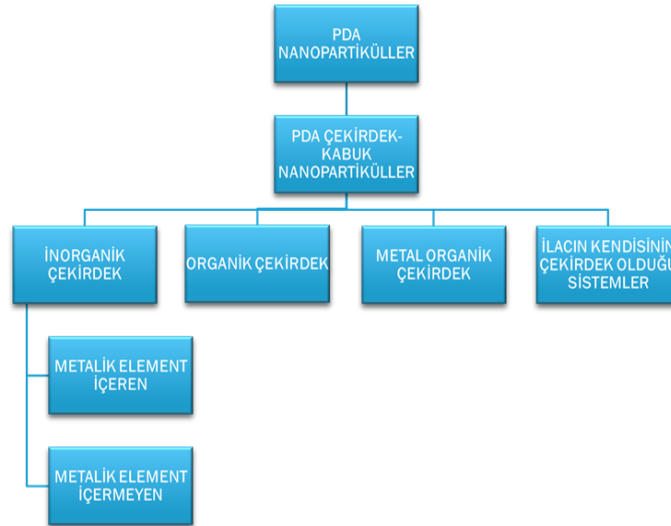 PDA
NANOPARTİKÜLLER
PDA ÇEKİRDEK-
KABUK
NANOPARTİKÜLLER
İNORGANİK
ÇEKİRDEK
ORGANİK ÇEKİRDEK
METAL ORGANİK
ÇEKİRDEK
İLACIN KENDİSİNİN
ÇEKİRDEK OLDUĞU
SİSTEMLER
METALİK ELEMENT
İÇEREN
METALİK ELEMENT
İÇERMEYEN